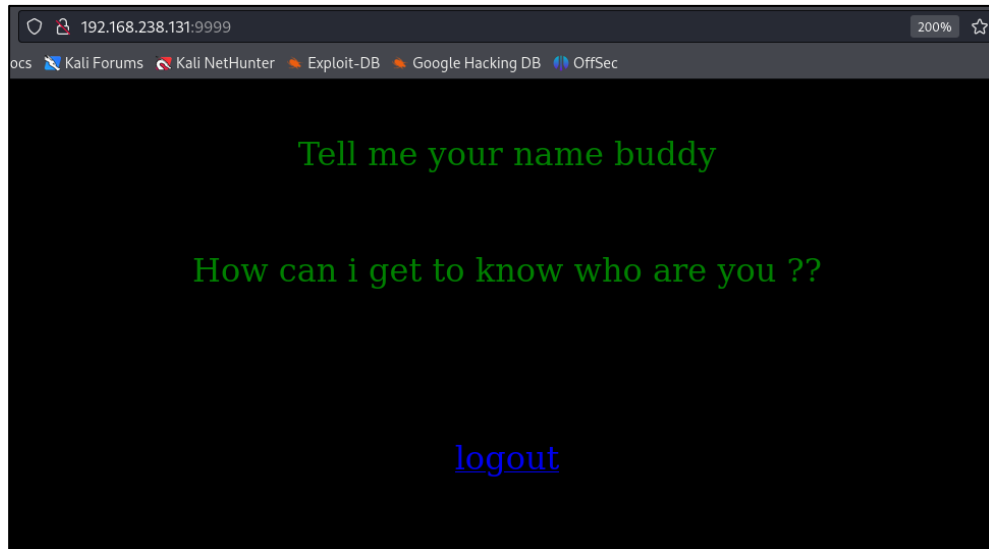 192.168.238.131:9999 200%
ocs Kali Forums Kali NetHunter Exploit-DB Google Hacking DB OffSec
Tell me your name buddy
How can i get to know who are you ??
logout